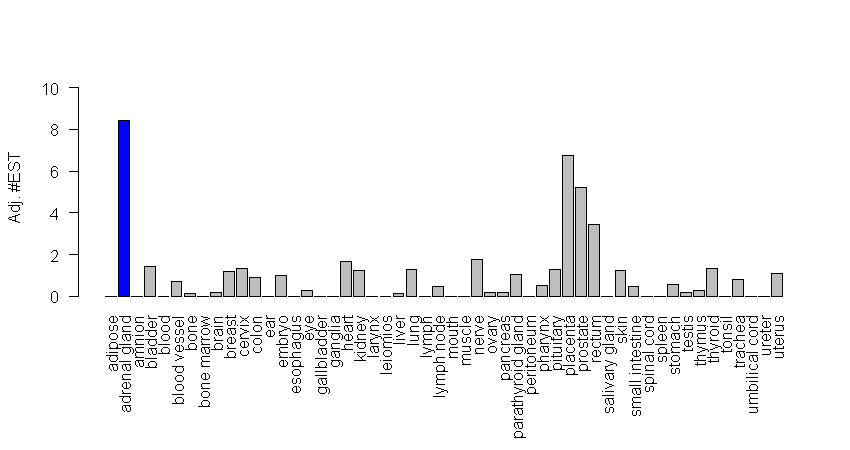 10
8
6
4
2
0
Adj. #EST
adipose
adrenal gland
amnion
bladder
blood
blood vessel
bone
bone marrow
brain
breast
cervix
colon
ear
embryo
esophagus
eye
gallbladder
ganglia
heart
kidney
larynx
leiomios
liver
lung
lymph
lymph node
mouth
muscle
nerve
ovary
pancreas
parathyroid gland
peritoneum
pharynx
pituitary
placenta
prostate
rectum
salivary gland
skin
small intestine
spinal cord
spleen
stomach
testis
thymus
thyroid
tonsil
trachea
umbilical cord
ureter
uterus